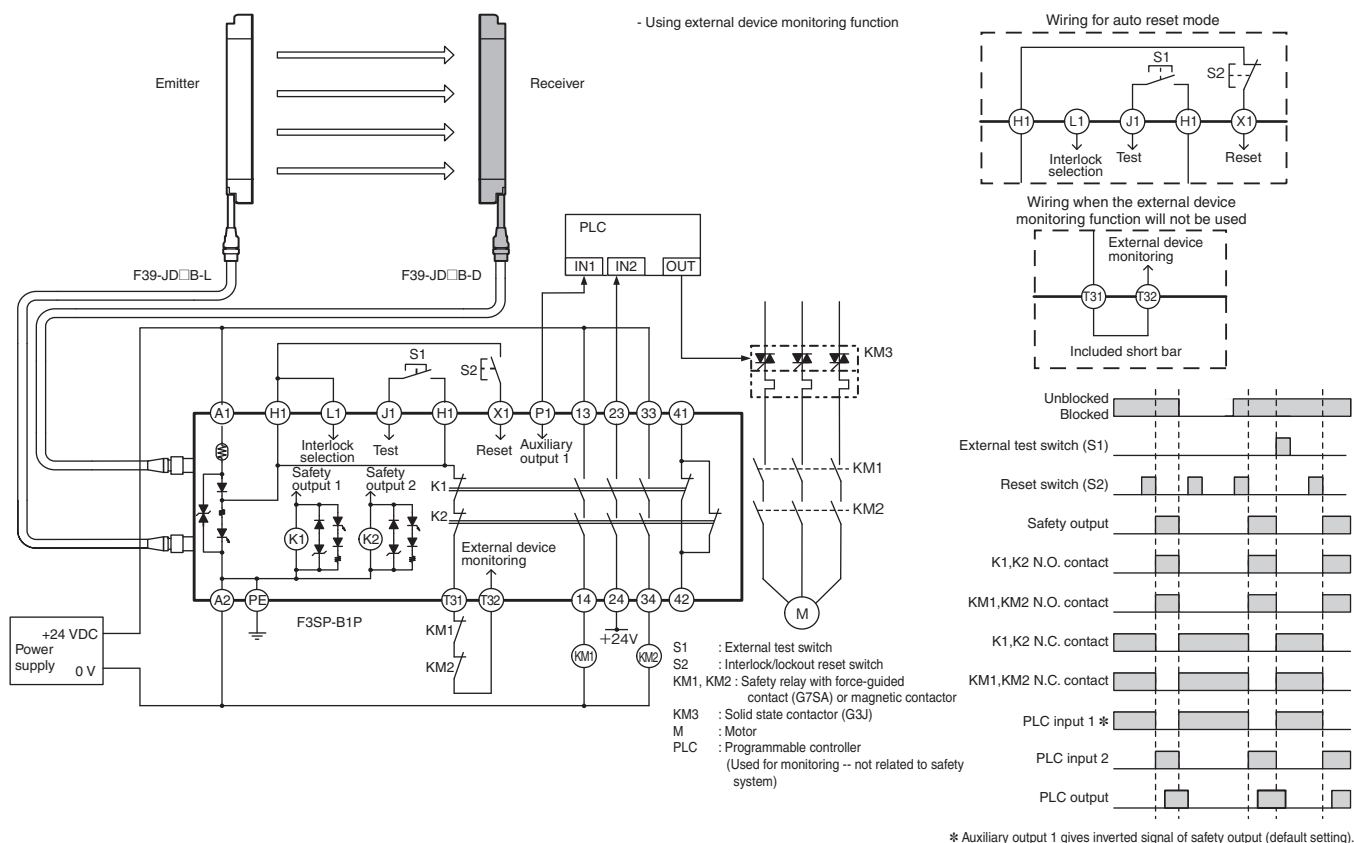 - Using external device monitoring function
Emitter
Receiver
F39-JD□B-L
F39-JD□B-D
PLC
IN1
IN2
OUT
KM3
S1
S2
A1
H1
L1
J1
H1
X1
P1
13
23
33
41
Interlock
selection
Test
Reset
Auxiliary
output 1
Safety
output 1
Safety
output 2
K1
K2
K1
K2
External device
monitoring
KM1
KM2
M
A2
PE
T31
T32
14
24
34
42
F3SP-B1P
+24V
KM1
KM2
KM1
KM2
+24 VDC
Power
supply
0 V
S1 : External test switch
S2 : Interlock/lockout reset switch
KM1, KM2 : Safety relay with force-guided
contact (G7SA) or magnetic contactor
KM3 : Solid state contactor (G3J)
M : Motor
PLC : Programmable controller
(Used for monitoring -- not related to safety
system)
Wiring for auto reset mode
S1
S2
H1
L1
J1
H1
X1
Interlock
selection
Test
Reset
Wiring when the external device
monitoring function will not be used
External device
monitoring
T31
T32
Included short bar
Unblocked
Blocked
External test switch (S1)
Reset switch (S2)
Safety output
K1,K2 N.O. contact
KM1,KM2 N.O. contact
K1,K2 N.C. contact
KM1,KM2 N.C. contact
PLC input 1 ✻
PLC input 2
PLC output
✻ Auxiliary output 1 gives inverted signal of safety output (default setting).